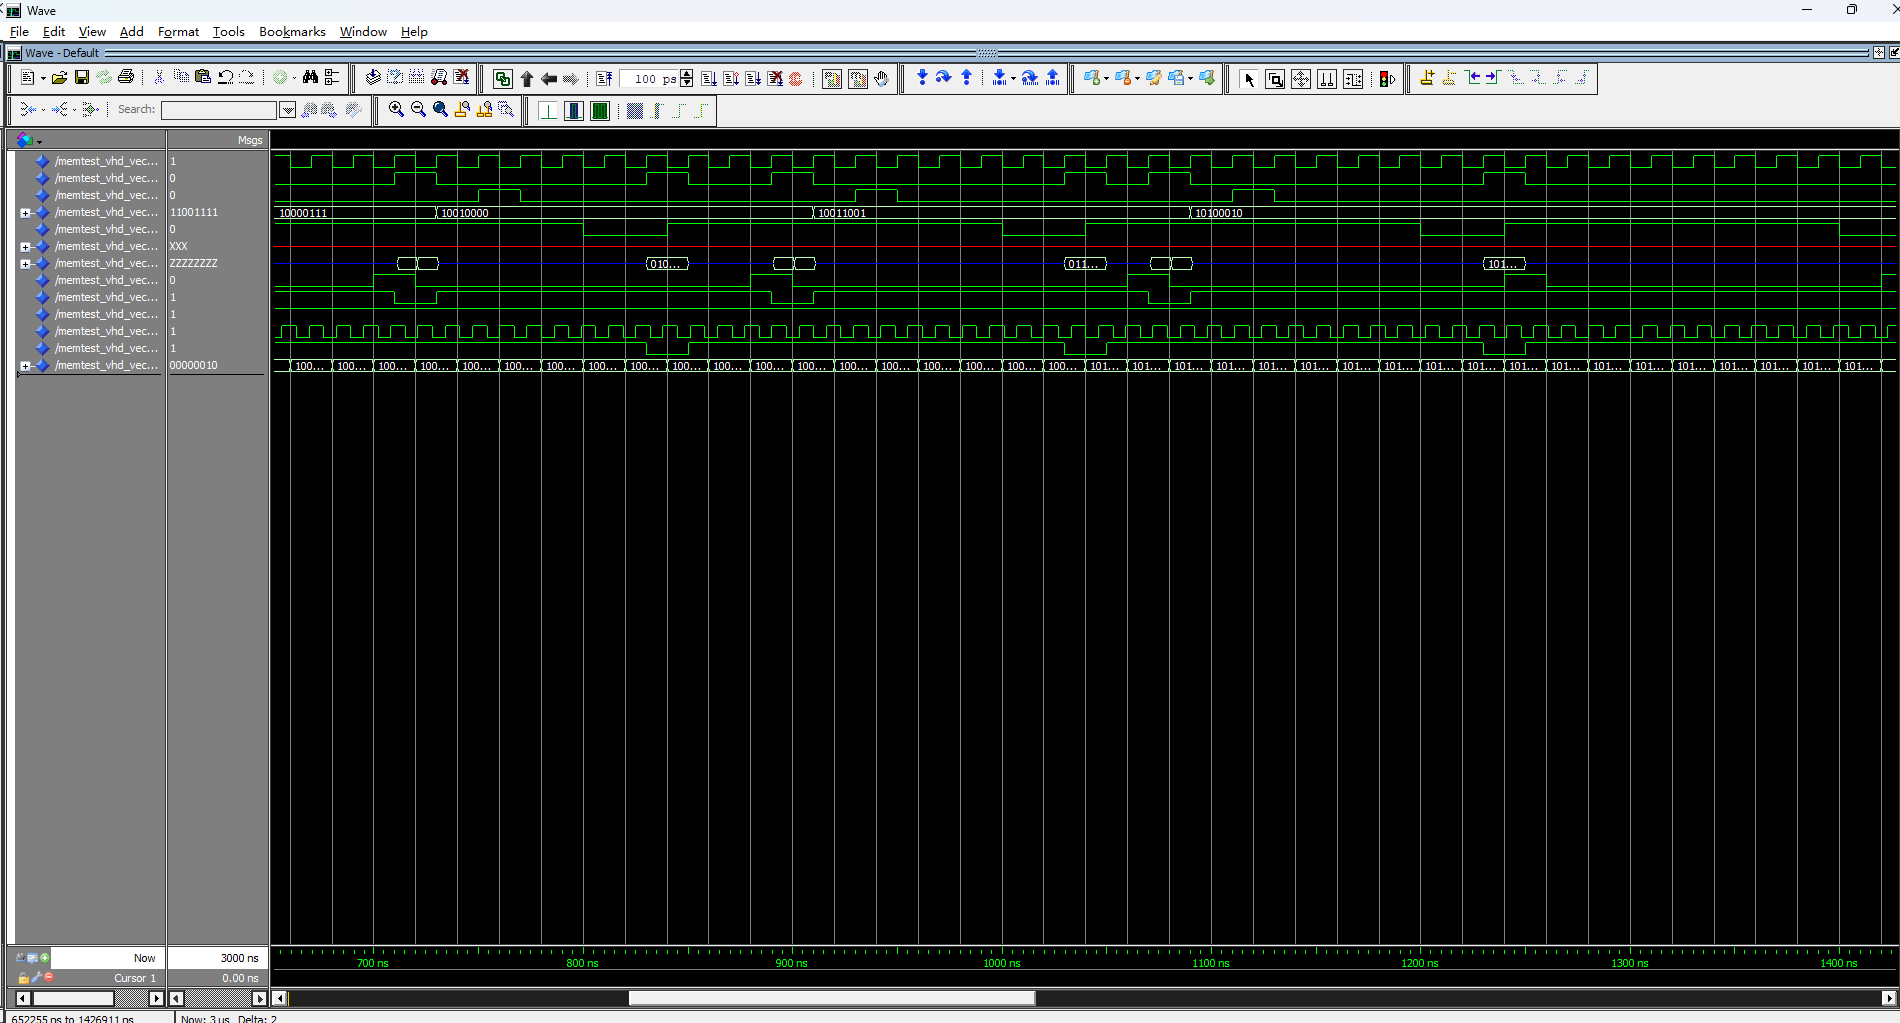 Wave
File Edit View Add Format Tools Bookmarks Window Help
Wave - Default
100 ps
Search:
Msgs
/memtest_vhd_vec... 1
/memtest_vhd_vec... 0
/memtest_vhd_vec... 0
/memtest_vhd_vec... 11001111 10000111 10010000 10011001 10100010
/memtest_vhd_vec... 0
/memtest_vhd_vec... XXX
/memtest_vhd_vec... ZZZZZZZZ 010... 011... 101...
/memtest_vhd_vec... 0
/memtest_vhd_vec... 1
/memtest_vhd_vec... 1
/memtest_vhd_vec... 1
/memtest_vhd_vec... 1
/memtest_vhd_vec... 00000010 100... 100... 100... 100... 100... 100... 100... 100... 100... 100... 100... 100... 100... 100... 100... 100... 100... 100... 100... 101... 101... 101... 101... 101... 101... 101... 101... 101... 101... 101... 101... 101... 101... 101... 101... 101... 101... 101...
Now 3000 ns
700 ns 800 ns 900 ns 1000 ns 1100 ns 1200 ns 1300 ns 1400 ns
Cursor 1 0.00 ns
652255 ns to 1426911 ns Now: 3 us Delta: 2